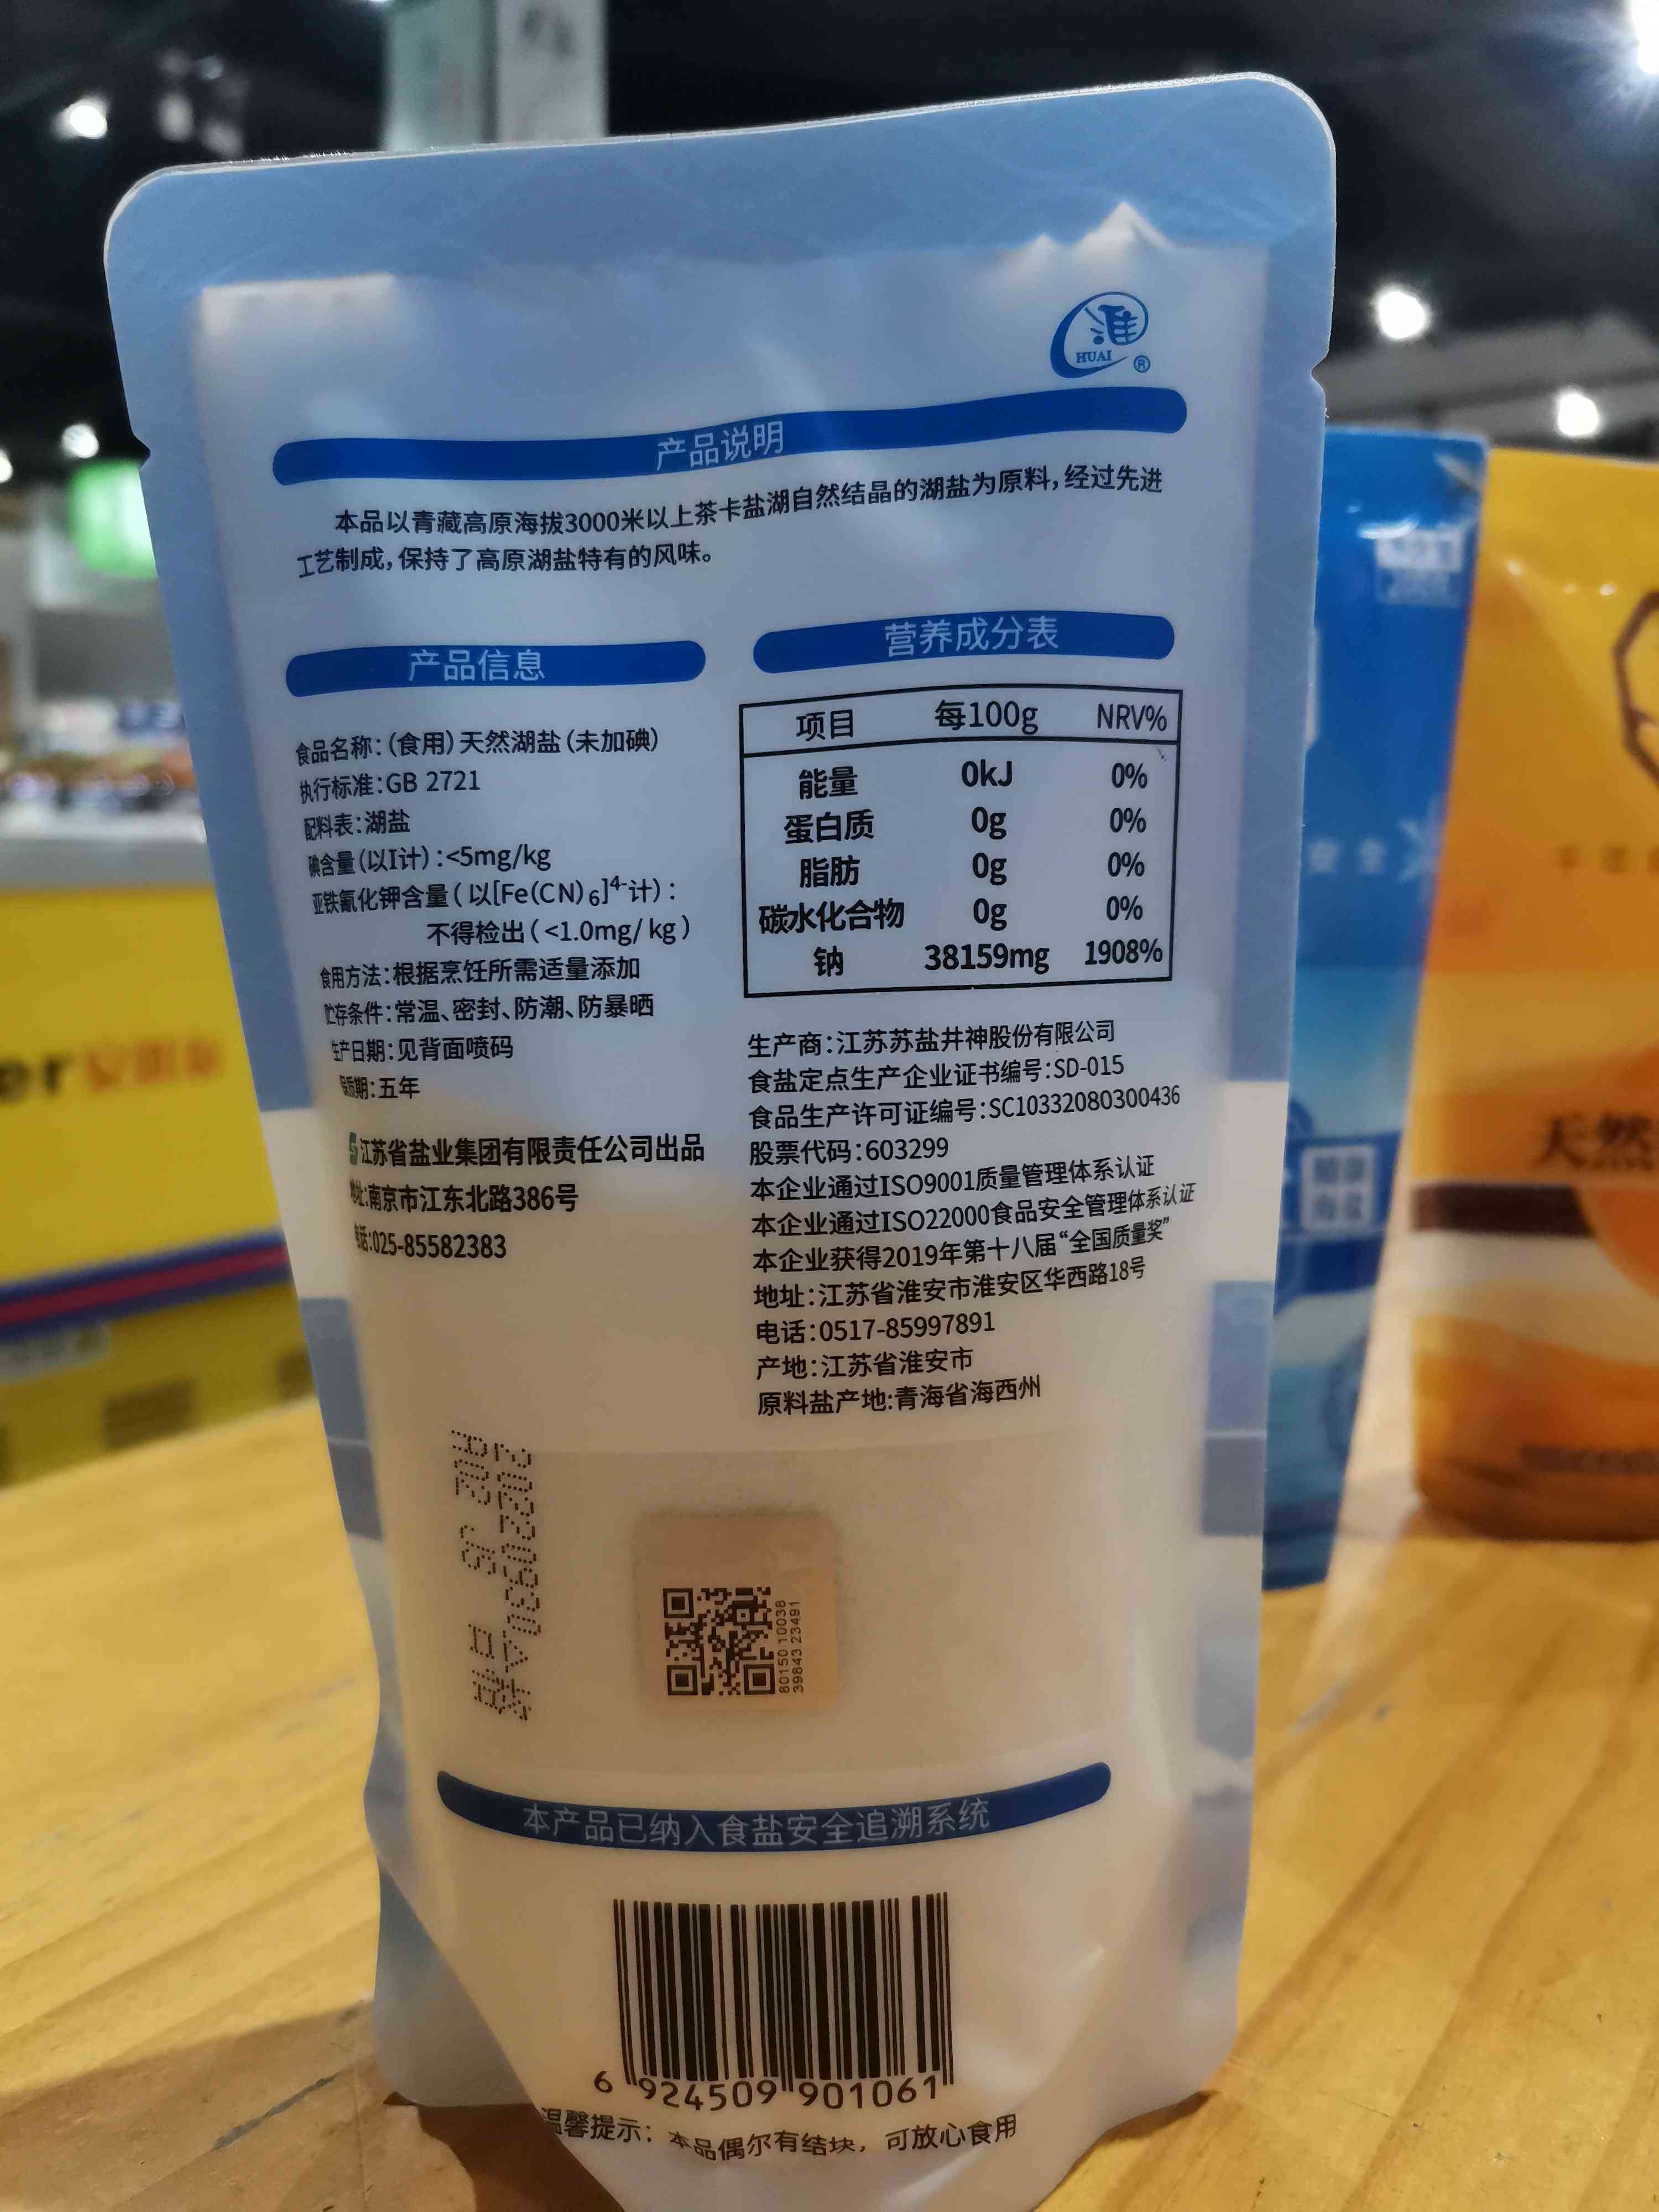 淮
HUAI
®
产品说明
本品以青藏高原海拔3000米以上茶卡盐湖自然结晶的湖盐为原料,经过先进
工艺制成,保持了高原湖盐特有的风味。
产品信息
食品名称:(食用)天然湖盐(未加碘)
执行标准:GB 2721
配料表:湖盐
碘含量(以I计):<5mg/kg
亚铁氰化钾含量(以[Fe(CN)6]4-计):
不得检出(<1.0mg/ kg)
食用方法:根据烹饪所需适量添加
贮存条件:常温、密封、防潮、防暴晒
生产日期:见背面喷码
保质期:五年
江苏省盐业集团有限责任公司出品
地址:南京市江东北路386号
电话:025-85582383
营养成分表
项目 每100g NRV%
能量 0kJ 0%
蛋白质 0g 0%
脂肪 0g 0%
碳水化合物 0g 0%
钠 38159mg 1908%
生产商:江苏苏盐井神股份有限公司
食盐定点生产企业证书编号:SD-015
食品生产许可证编号:SC10332080300436
股票代码:603299
本企业通过ISO9001质量管理体系认证
本企业通过ISO22000食品安全管理体系认证
本企业获得2019年第十八届“全国质量奖”
地址:江苏省淮安市淮安区华西路18号
电话:0517-85997891
产地:江苏省淮安市
原料盐产地:青海省海西州
80150 10038
39843 23491
本产品已纳入食盐安全追溯系统
6 924509 901061
温馨提示:本品偶尔有结块,可放心食用
安全
天然